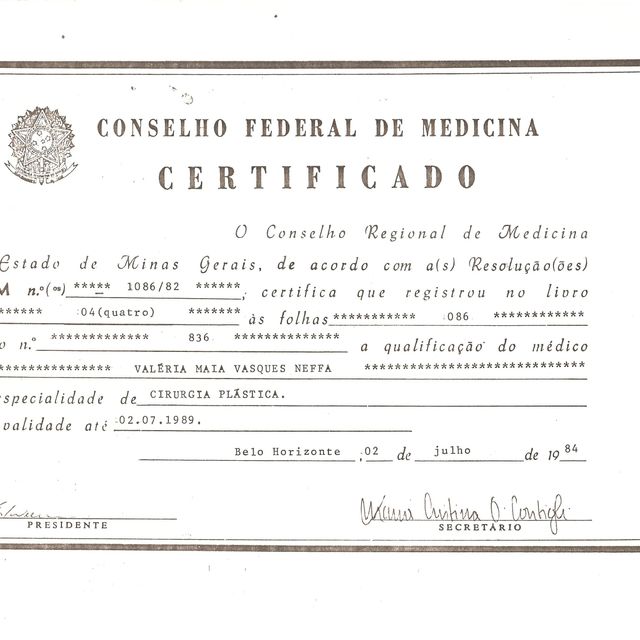 CONSELHO FEDERAL DE MEDICINA
CERTIFICADO
O Conselho Regional de Medicina
Estado de Minas Gerais, de acordo com a(s) Resolução(ões)
M n.º(os) ***** 1086/82 ******, certifica que registrou no livro
****** 04(quatro) ******* às folhas *********** 086 ************
o n.º ************* 836 ************** a qualificação do médico
*************** VALÉRIA MAIA VASQUES NEFFA *****************************
especialidade de CIRURGIA PLÁSTICA.
validade até 02.07.1989.
Belo Horizonte, 02 de julho de 1984
PRESIDENTE
Maria Cristina
SECRETÁRIO